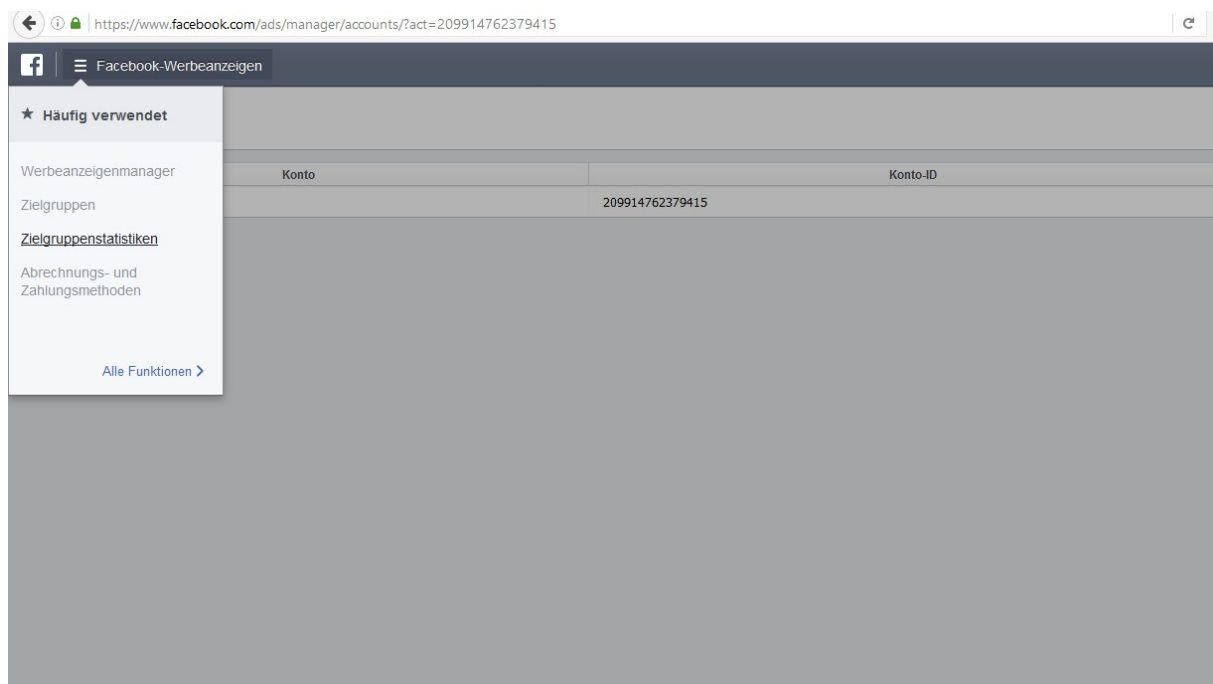 https://www.facebook.com/ads/manager/accounts/?act=209914762379415
Facebook-Werbeanzeigen
Häufig verwendet
Werbeanzeigenmanager
Zielgruppen
Zielgruppenstatistiken
Abrechnungs- und
Zahlungsmethoden
Alle Funktionen
Konto Konto-ID
209914762379415